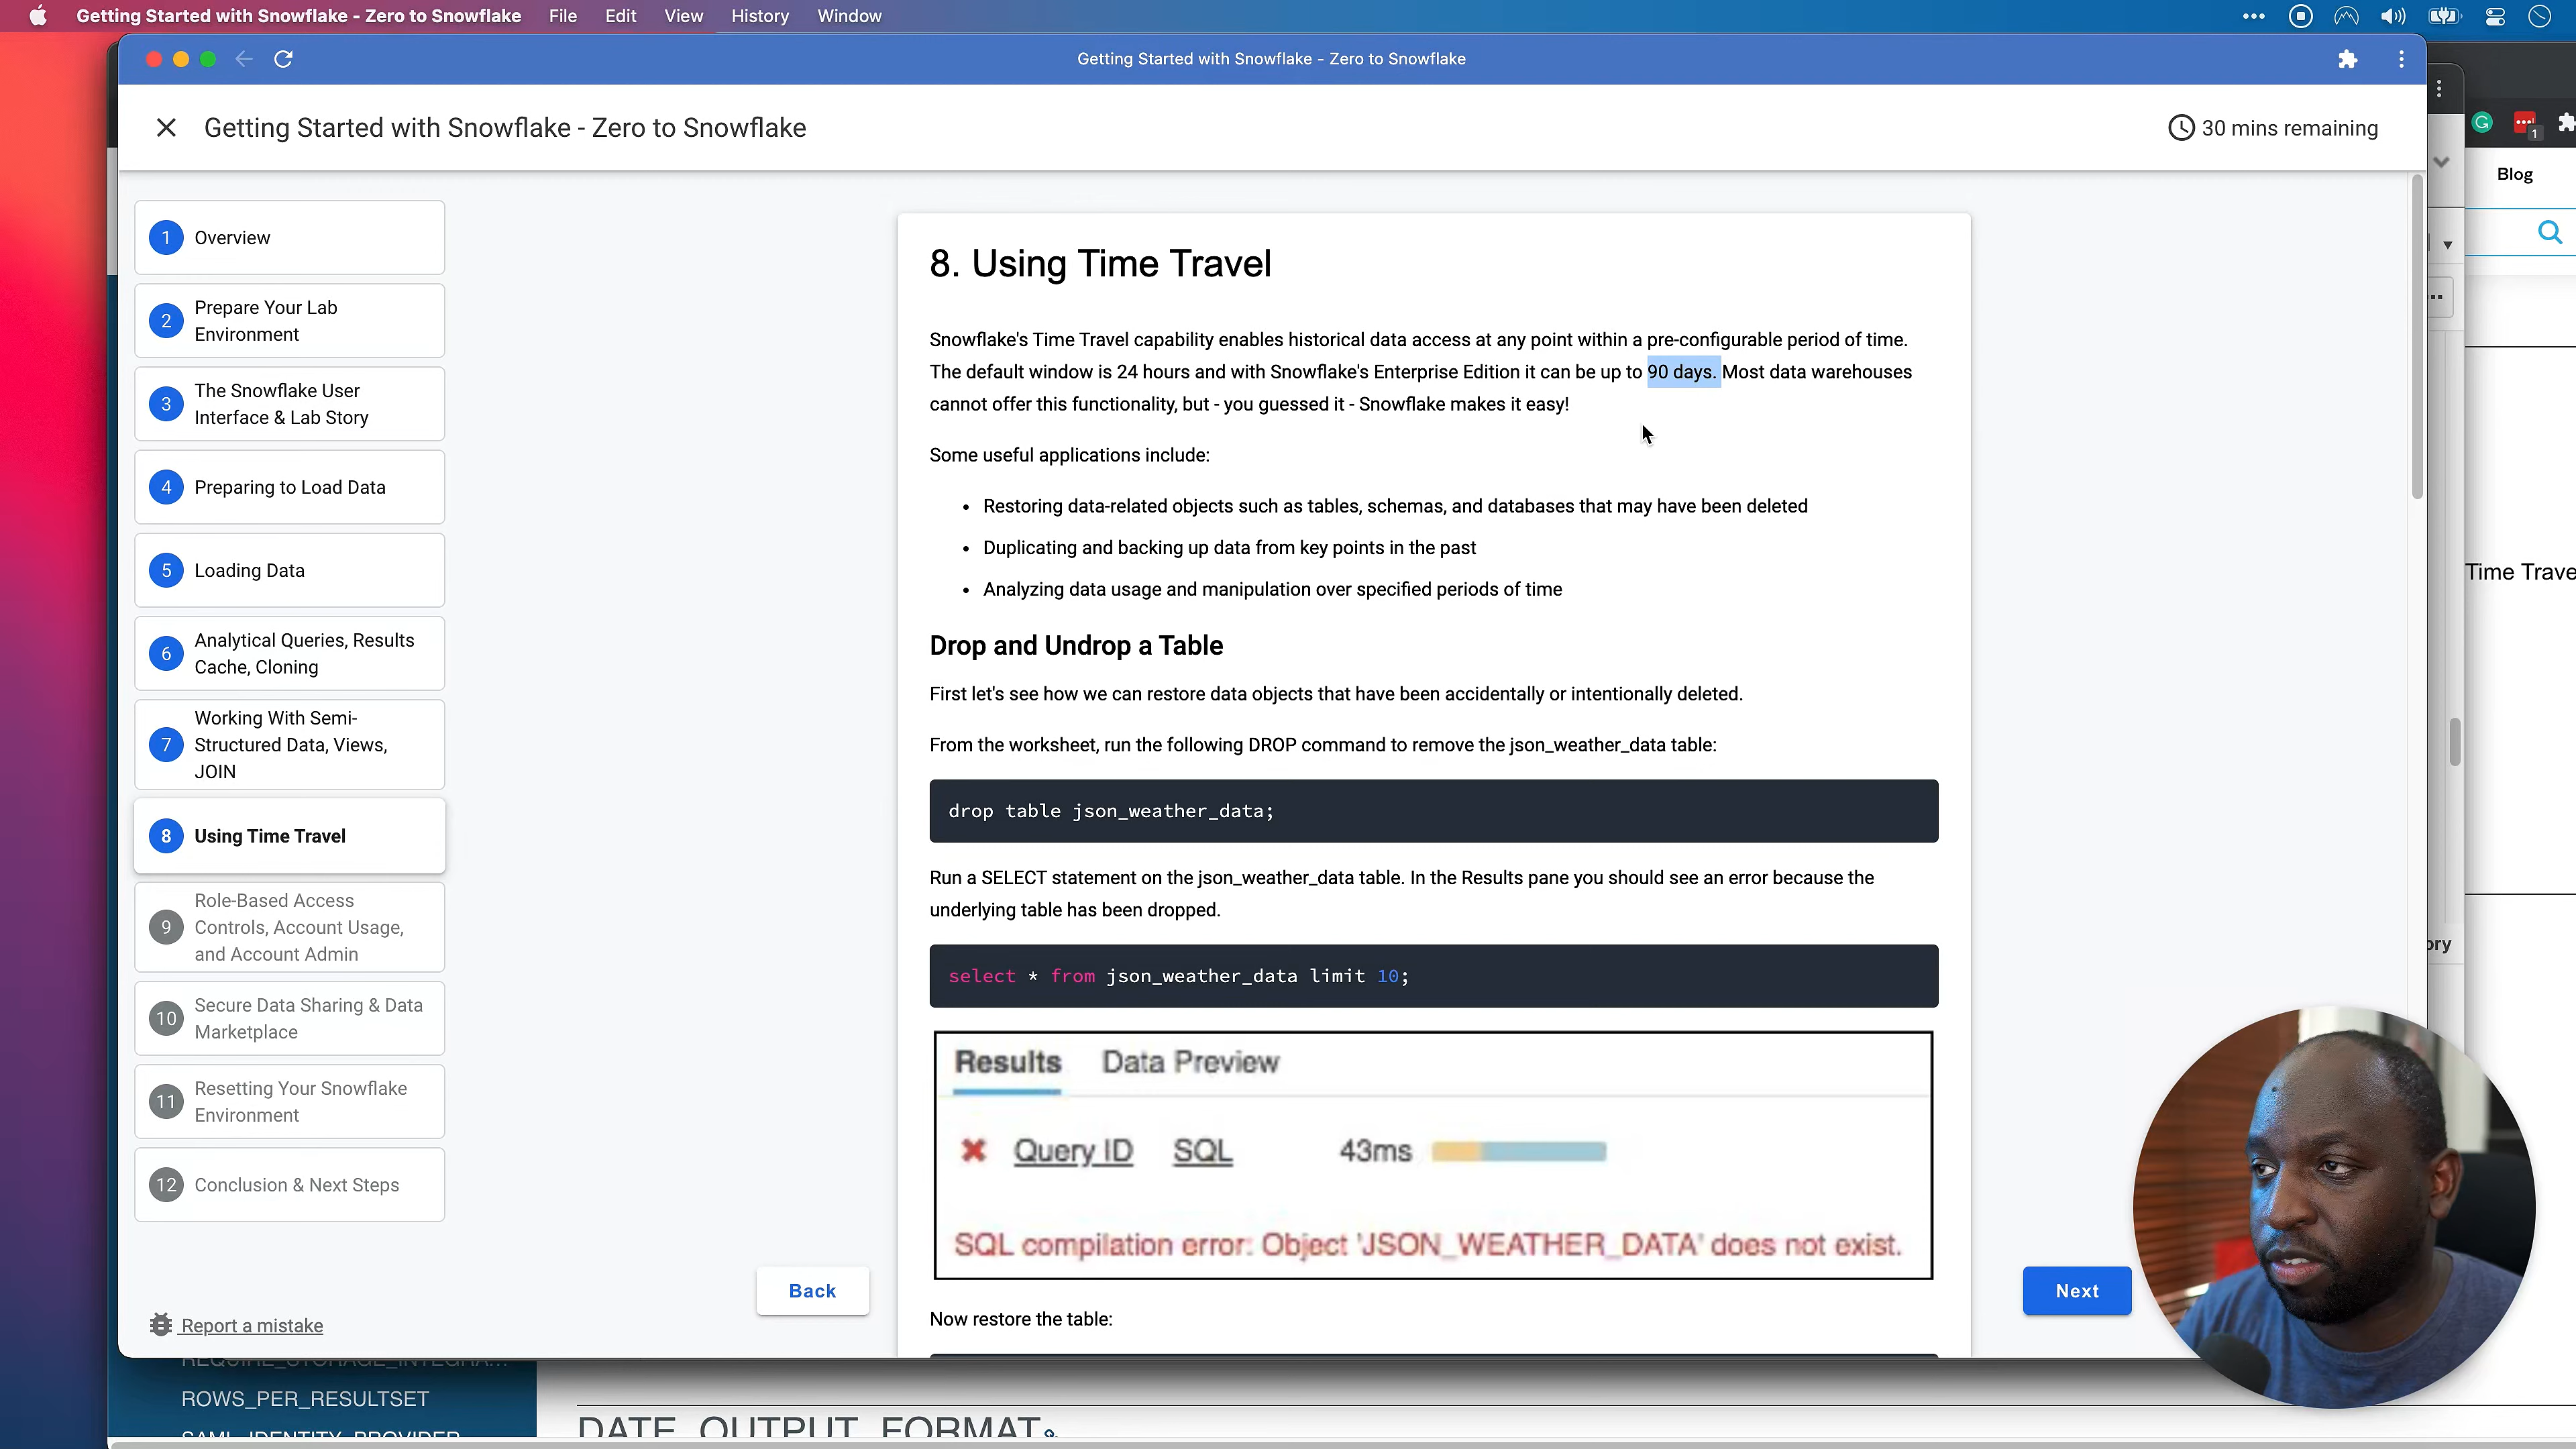 Getting Started with Snowflake - Zero to Snowflake File Edit View History Window
Getting Started with Snowflake - Zero to Snowflake
Getting Started with Snowflake - Zero to Snowflake
30 mins remaining
1 Overview
2 Prepare Your Lab
Environment
3 The Snowflake User
Interface & Lab Story
4 Preparing to Load Data
5 Loading Data
6 Analytical Queries, Results
Cache, Cloning
7 Working With Semi-
Structured Data, Views,
JOIN
8 Using Time Travel
9 Role-Based Access
Controls, Account Usage,
and Account Admin
10 Secure Data Sharing & Data
Marketplace
11 Resetting Your Snowflake
Environment
12 Conclusion & Next Steps
Report a mistake
8. Using Time Travel
Snowflake's Time Travel capability enables historical data access at any point within a pre-configurable period of time.
The default window is 24 hours and with Snowflake's Enterprise Edition it can be up to 90 days. Most data warehouses
cannot offer this functionality, but - you guessed it - Snowflake makes it easy!
Some useful applications include:
• Restoring data-related objects such as tables, schemas, and databases that may have been deleted
• Duplicating and backing up data from key points in the past
• Analyzing data usage and manipulation over specified periods of time
Drop and Undrop a Table
First let's see how we can restore data objects that have been accidentally or intentionally deleted.
From the worksheet, run the following DROP command to remove the json_weather_data table:
drop table json_weather_data;
Run a SELECT statement on the json_weather_data table. In the Results pane you should see an error because the
underlying table has been dropped.
select * from json_weather_data limit 10;
Results Data Preview
Query ID SQL 43ms
SQL compilation error: Object 'JSON_WEATHER_DATA' does not exist.
Now restore the table:
Back
Next
1
Blog
Time Trave
ory
ROWS_PER_RESULTSET
DATE_OUTPUT_FORMAT